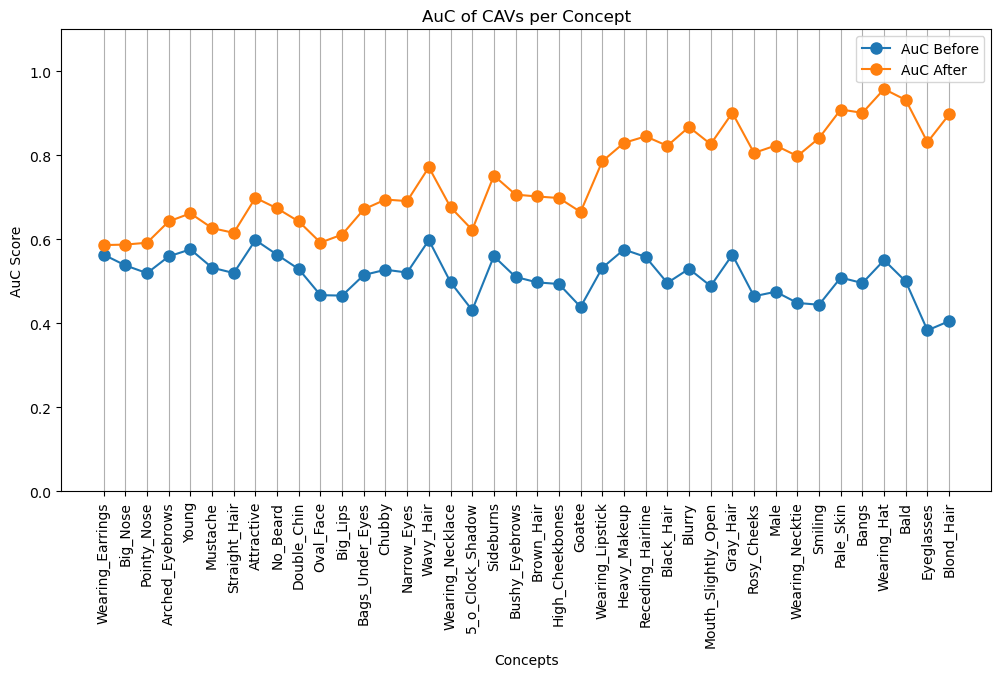 AuC of CAVs per Concept
AuC Before
AuC After
AuC Score
1.0
0.8
0.6
0.4
0.2
0.0
Wearing_Earrings
Big_Nose
Pointy_Nose
Arched_Eyebrows
Young
Mustache
Straight_Hair
Attractive
No_Beard
Double_Chin
Oval_Face
Big_Lips
Bags_Under_Eyes
Chubby
Narrow_Eyes
Wavy_Hair
Wearing_Necklace
5_o_Clock_Shadow
Sideburns
Bushy_Eyebrows
Brown_Hair
High_Cheekbones
Goatee
Wearing_Lipstick
Heavy_Makeup
Receding_Hairline
Black_Hair
Blurry
Mouth_Slightly_Open
Gray_Hair
Rosy_Cheeks
Male
Wearing_Necktie
Smiling
Pale_Skin
Bangs
Wearing_Hat
Bald
Eyeglasses
Blond_Hair
Concepts